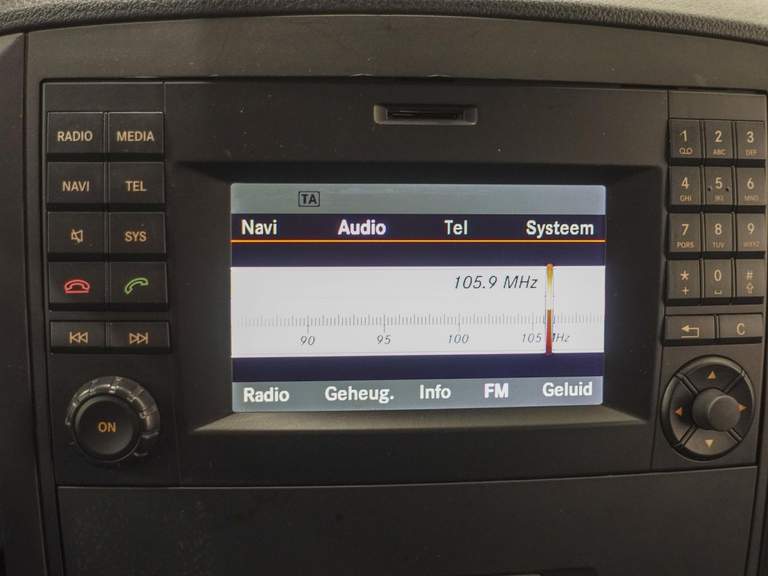 RADIO MEDIA
NAVI TEL
SYS
ON
TA
Navi Audio Tel Systeem
105.9 MHz
90 95 100 105 MHz
Radio Geheug. Info FM Geluid
1 2 3
ABC DEF
4 5 6
GHI JKL MNO
7 8 9
PQRS TUV WXYZ
* 0 #
+
C